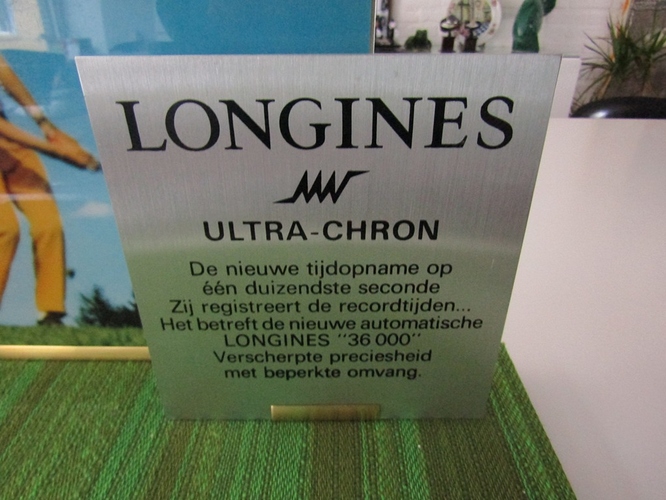 LONGINES
ULTRA-CHRON
De nieuwe tijdopname op
één duizendste seconde
Zij registreert de recordtijden...
Het betreft de nieuwe automatische
LONGINES "36 000"
Verscherpte preciesheid
met beperkte omvang.